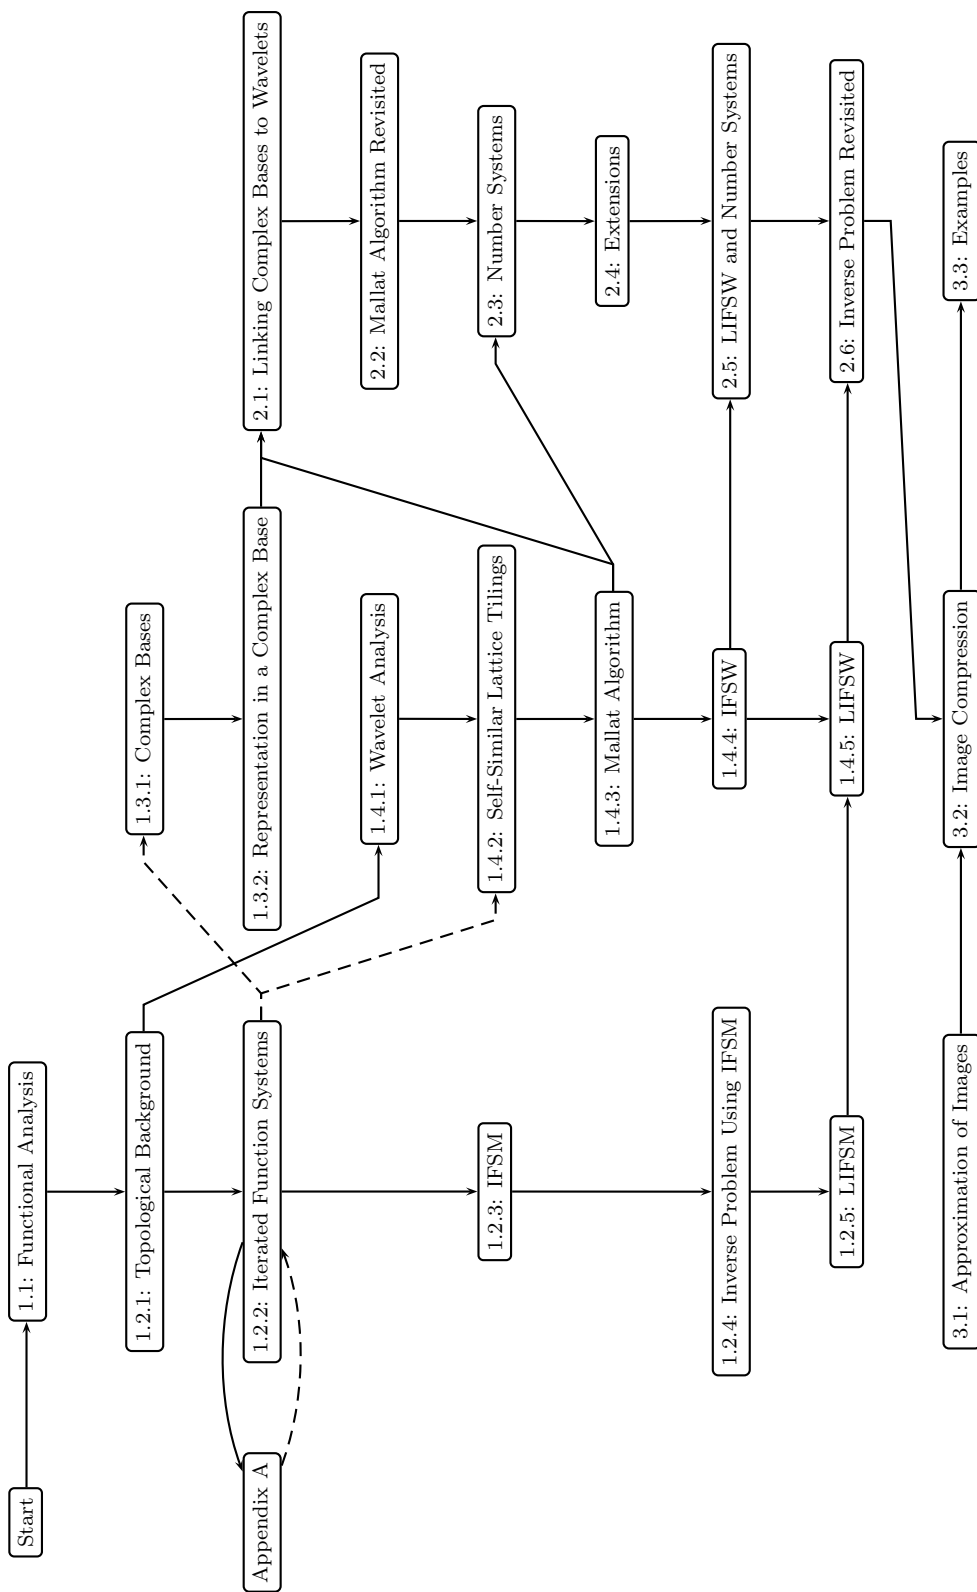 Start
1.1: Functional Analysis
1.2.1: Topological Background
1.3.1: Complex Bases
Appendix A
1.2.2: Iterated Function Systems
1.3.2: Representation in a Complex Base
2.1: Linking Complex Bases to Wavelets
1.4.1: Wavelet Analysis
2.2: Mallat Algorithm Revisited
1.2.3: IFSM
1.4.2: Self-Similar Lattice Tilings
2.3: Number Systems
1.4.3: Mallat Algorithm
2.4: Extensions
1.2.4: Inverse Problem Using IFSM
1.4.4: IFSW
2.5: LIFSW and Number Systems
1.2.5: LIFSM
1.4.5: LIFSW
2.6: Inverse Problem Revisited
3.1: Approximation of Images
3.2: Image Compression
3.3: Examples